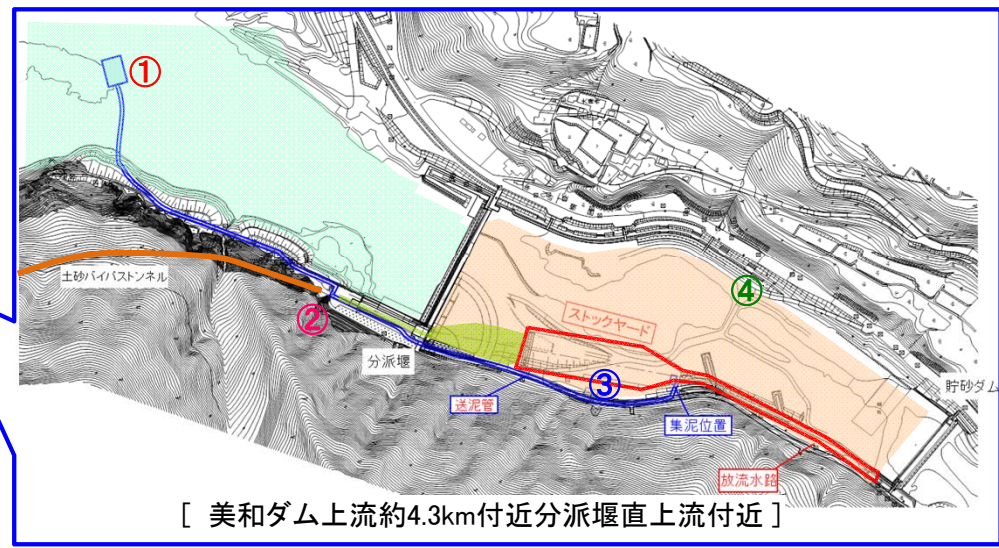 ①
土砂バイパストンネル
②
分派堰
送泥管
ストックヤード
③
④
集泥位置
貯砂ダム
放流水路
[ 美和ダム上流約4.3km付近分派堰直上流付近 ]